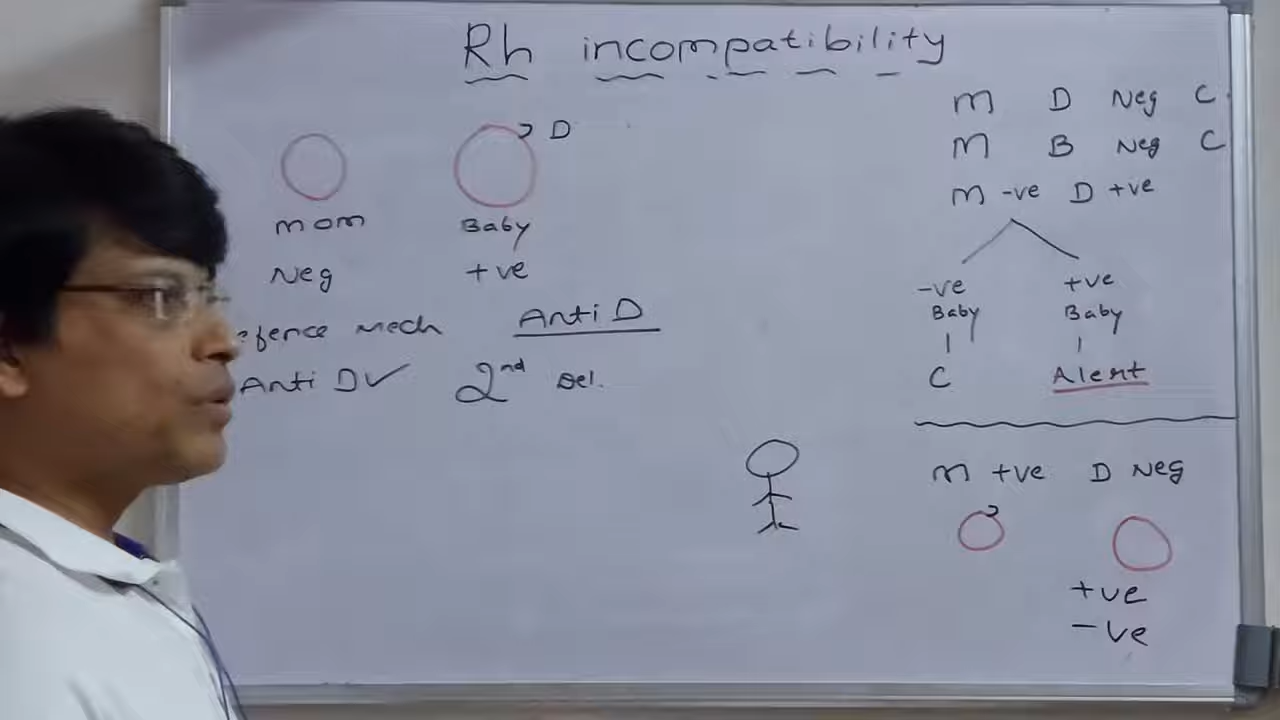 Rh incompatibility
D
mom Baby
Neg +ve
efence mech Anti D
Anti D✓ 2nd Del.
M D Neg C
M B Neg C
M -ve D +ve
-ve +ve
Baby Baby
C Alert
M +ve D Neg
+ve
-ve